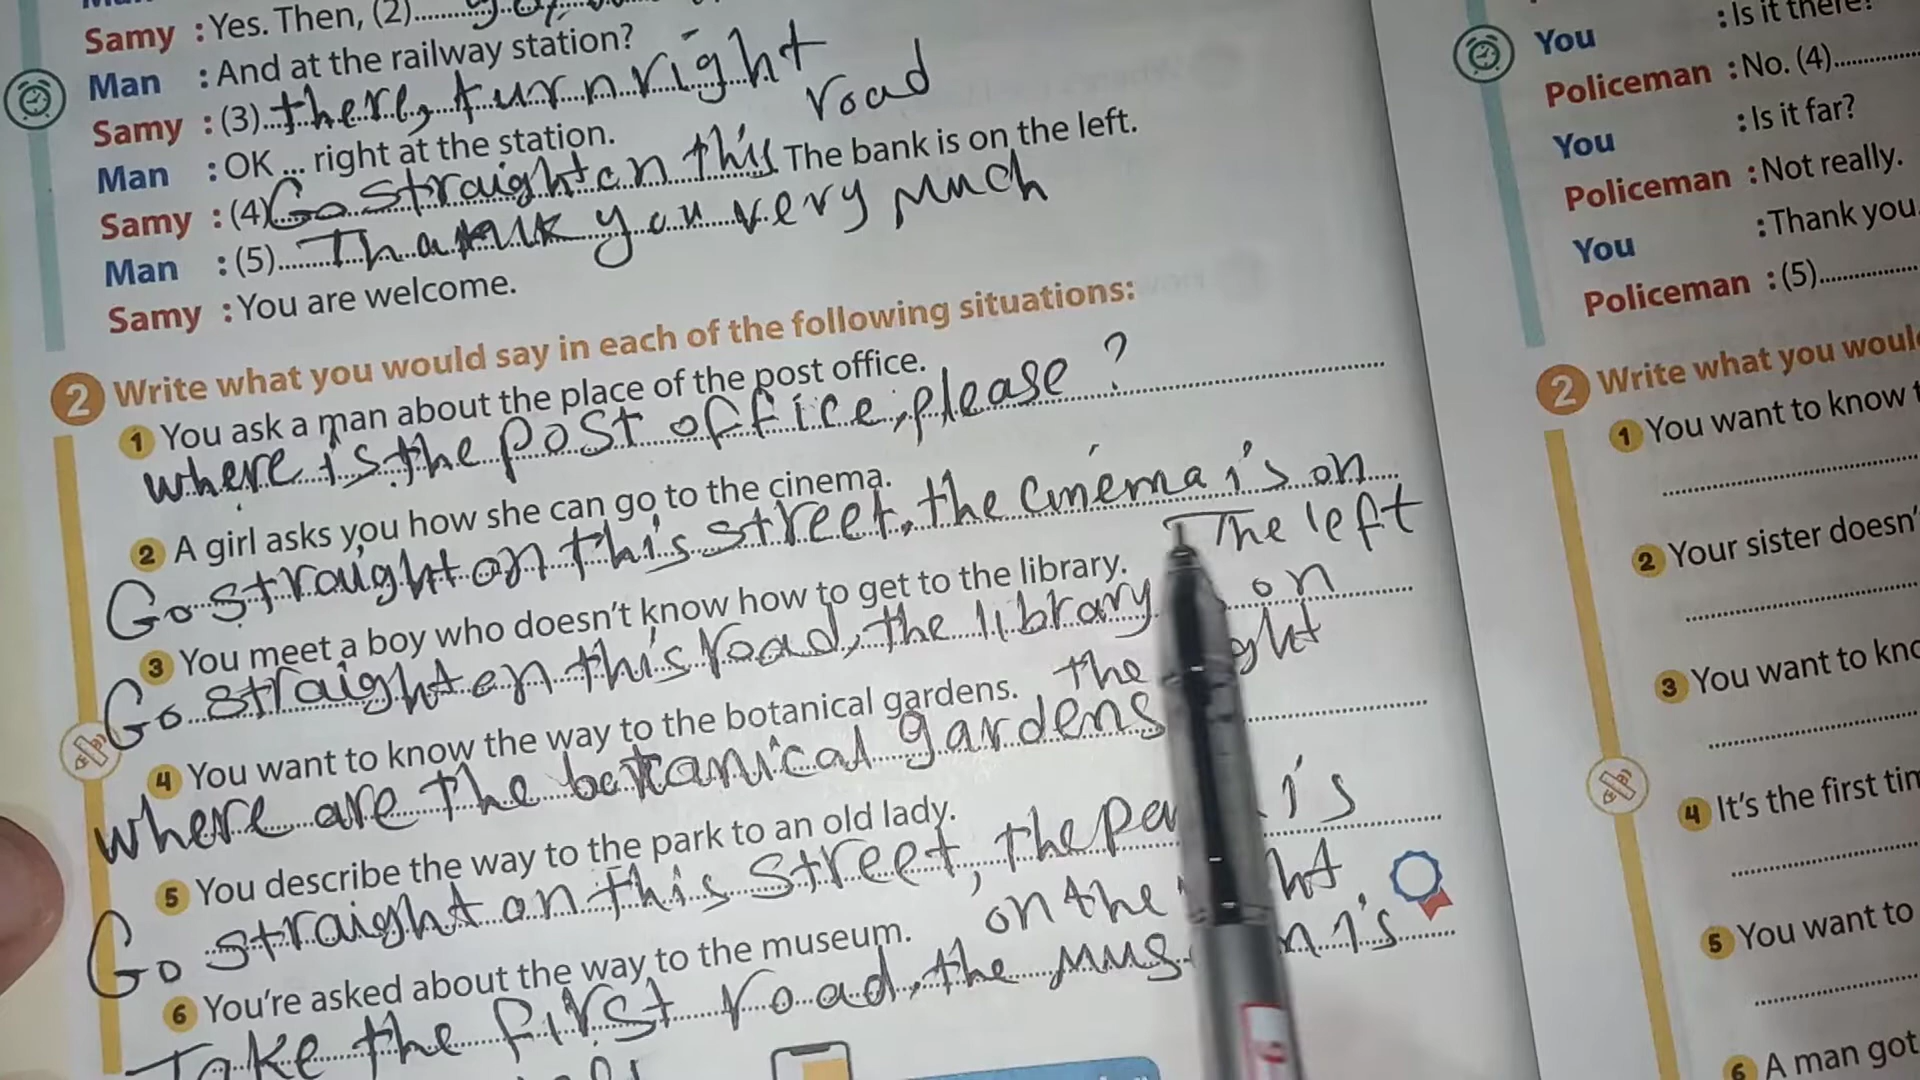 Samy : Yes. Then, (2)
Man : And at the railway station?
Samy : (3) there, turn right
Man : OK ... right at the station.
road
Samy : (4) Go straight on this The bank is on the left.
Man : (5) Thank you very much
Samy : You are welcome.
2 Write what you would say in each of the following situations:
1 You ask a man about the place of the post office.
where is the post office, please?
2 A girl asks you how she can go to the cinema.
Go straight on this street, the cinema is on
The left
3 You meet a boy who doesn't know how to get to the library.
Go straight on this road, the library on
the
4 You want to know the way to the botanical gardens.
where are the botanical gardens
5 You describe the way to the park to an old lady.
Go straight on this street, the is
on the
6 You're asked about the way to the museum.
Take the first road, the is
You : Is it there?
Policeman : No. (4)
You : Is it far?
Policeman : Not really.
You : Thank you.
Policeman : (5)
2 Write what you
1 You want to know
2 Your sister doesn'
3 You want to
4 It's the first
5 You want to
6 A man got